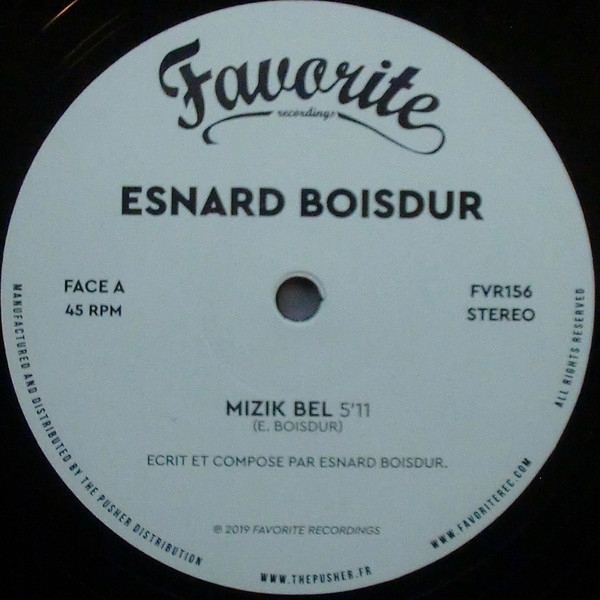 Favorite
recordings
ESNARD BOISDUR
FACE A
45 RPM
FVR156
STEREO
MIZIK BEL 5'11
(E. BOISDUR)
ECRIT ET COMPOSE PAR ESNARD BOISDUR.
℗ 2019 FAVORITE RECORDINGS
MANUFACTURED AND DISTRIBUTED BY THE PUSHER DISTRIBUTION
WWW.THEPUSHER.FR
WWW.FAVORITEREC.COM
ALL RIGHTS RESERVED